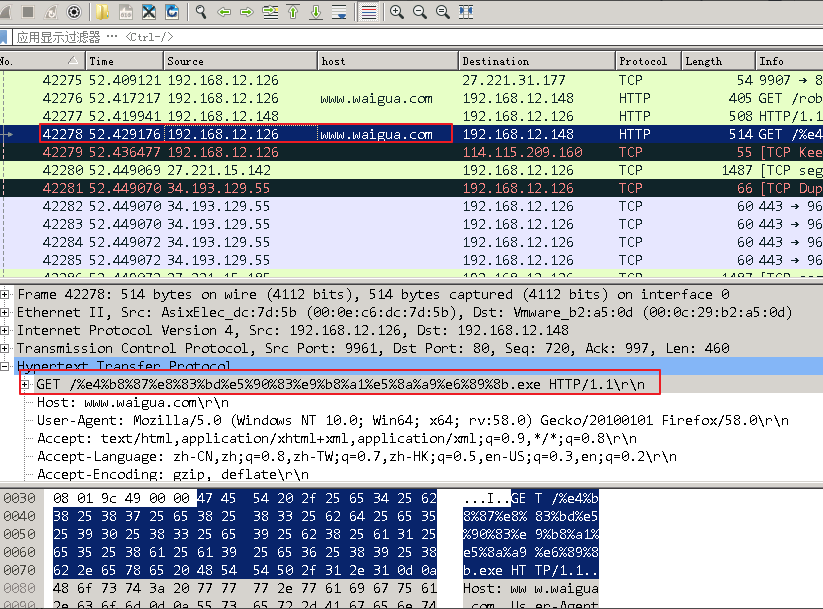 应用显示过滤器 … <Ctrl-/>
No. Time Source host Destination Protocol Length Info
42275 52.409121 192.168.12.126 27.221.31.177 TCP 54 9907 → 8
42276 52.417217 192.168.12.126 www.waigua.com 192.168.12.148 HTTP 405 GET /rob
42277 52.419941 192.168.12.148 192.168.12.126 HTTP 508 HTTP/1.1
42278 52.429176 192.168.12.126 www.waigua.com 192.168.12.148 HTTP 514 GET /%e4
42279 52.436477 192.168.12.126 114.115.209.160 TCP 55 [TCP Kee
42280 52.449069 27.221.15.142 192.168.12.126 TCP 1487 [TCP seg
42281 52.449070 34.193.129.55 192.168.12.126 TCP 66 [TCP Dup
42282 52.449070 34.193.129.55 192.168.12.126 TCP 60 443 → 96
42283 52.449070 34.193.129.55 192.168.12.126 TCP 60 443 → 96
42284 52.449072 34.193.129.55 192.168.12.126 TCP 60 443 → 96
42285 52.449072 34.193.129.55 192.168.12.126 TCP 60 443 → 96
Frame 42278: 514 bytes on wire (4112 bits), 514 bytes captured (4112 bits) on interface 0
Ethernet II, Src: AsixElec_dc:7d:5b (00:0e:c6:dc:7d:5b), Dst: Vmware_b2:a5:0d (00:0c:29:b2:a5:0d)
Internet Protocol Version 4, Src: 192.168.12.126, Dst: 192.168.12.148
Transmission Control Protocol, Src Port: 9961, Dst Port: 80, Seq: 720, Ack: 997, Len: 460
Hypertext Transfer Protocol
GET /%e4%b8%87%e8%83%bd%e5%90%83%e9%b8%a1%e5%8a%a9%e6%89%8b.exe HTTP/1.1\r\n
Host: www.waigua.com\r\n
User-Agent: Mozilla/5.0 (Windows NT 10.0; Win64; x64; rv:58.0) Gecko/20100101 Firefox/58.0\r\n
Accept: text/html,application/xhtml+xml,application/xml;q=0.9,*/*;q=0.8\r\n
Accept-Language: zh-CN,zh;q=0.8,zh-TW;q=0.7,zh-HK;q=0.5,en-US;q=0.3,en;q=0.2\r\n
Accept-Encoding: gzip, deflate\r\n
0030 08 01 9c 49 00 00 47 45 54 20 2f 25 65 34 25 62 ...I..GE T /%e4%b
0040 38 25 38 37 25 65 38 25 38 33 25 62 64 25 65 35 8%87%e8% 83%bd%e5
0050 25 39 30 25 38 33 25 65 39 25 62 38 25 61 31 25 %90%83%e 9%b8%a1%
0060 65 35 25 38 61 25 61 39 25 65 36 25 38 39 25 38 e5%8a%a9 %e6%89%8
0070 62 2e 65 78 65 20 48 54 54 50 2f 31 2e 31 0d 0a b.exe HT TP/1.1..
0080 48 6f 73 74 3a 20 77 77 77 2e 77 61 69 67 75 61 Host: ww w.waigua
0090 2e 63 6f 6d 0d 0a 55 73 65 72 2d 41 67 65 6e 74 .com..Us er-Agent